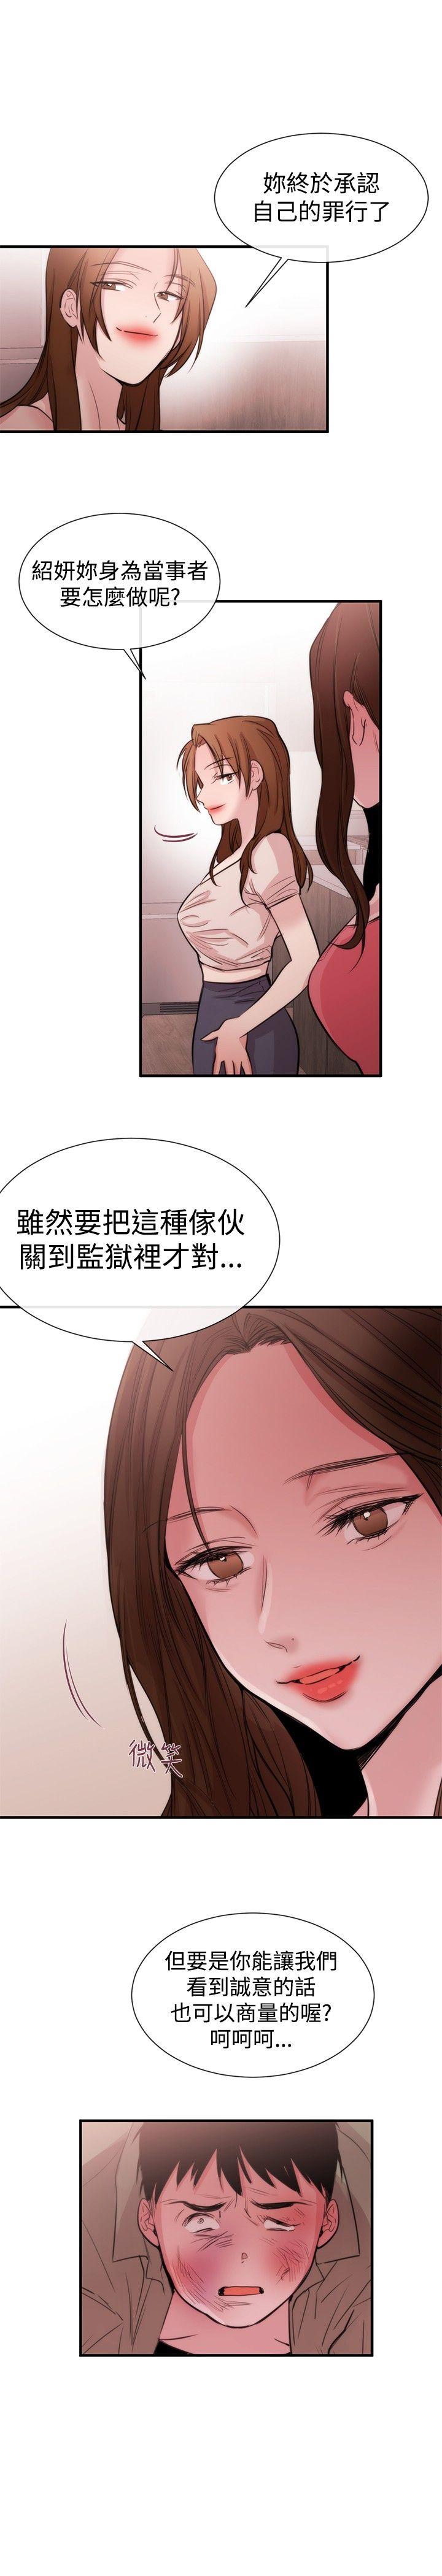 妳終於承認
自己的罪行了
紹妍妳身為當事者
要怎麼做呢?
雖然要把這種傢伙
關到監獄裡才對...
微笑
但要是你能讓我們
看到誠意的話
也可以商量的喔?
呵呵呵...